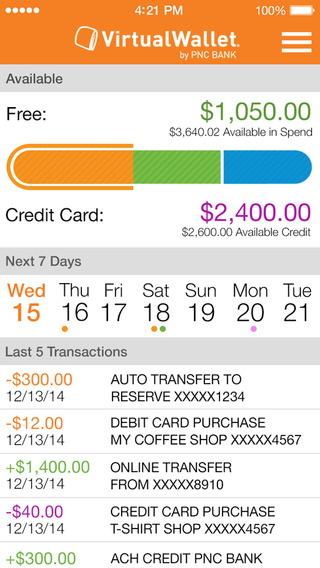 4:21 PM 100%
VirtualWallet®
by PNC BANK
Available
Free: $1,050.00
$3,640.02 Available in Spend
Credit Card: $2,400.00
$2,600.00 Available Credit
Next 7 Days
Wed Thu Fri Sat Sun Mon Tue
15 16 17 18 19 20 21
Last 5 Transactions
-$300.00 AUTO TRANSFER TO
12/13/14 RESERVE XXXXX1234
-$12.00 DEBIT CARD PURCHASE
12/13/14 MY COFFEE SHOP XXXXX4567
+$1,400.00 ONLINE TRANSFER
12/13/14 FROM XXXXX8910
-$40.00 CREDIT CARD PURCHASE
12/13/14 T-SHIRT SHOP XXXXX4567
+$300.00 ACH CREDIT PNC BANK